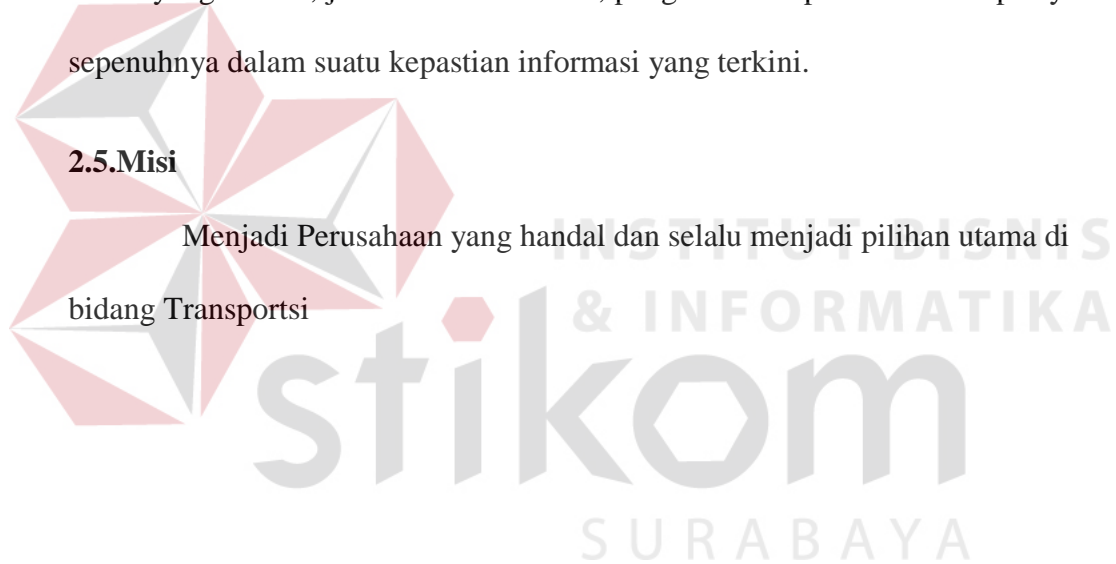 sepenuhnya dalam suatu kepastian informasi yang terkini.
2.5.Misi
Menjadi Perusahaan yang handal dan selalu menjadi pilihan utama di
bidang Transportsi
INSTITUT BISNIS
& INFORMATIKA
stikom
SURABAYA